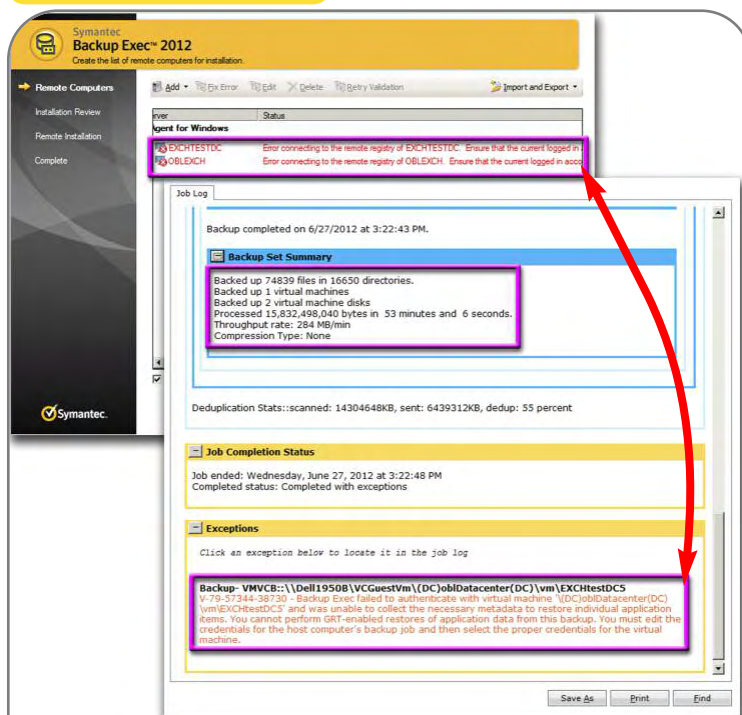 Symantec
Backup Exec™ 2012
Create the list of remote computers for installation.
Remote Computers
Installation Review
Remote Installation
Complete
Add
Fix Error
Edit
Delete
Retry Validation
Import and Export
rver Status
Agent for Windows
EXCHTESTDC Error connecting to the remote registry of EXCHTESTDC. Ensure that the current logged in
OBLEXCH Error connecting to the remote registry of OBLEXCH. Ensure that the current logged in acco
Symantec.
Job Log
Backup completed on 6/27/2012 at 3:22:43 PM.
Backup Set Summary
Backed up 74839 files in 16650 directories.
Backed up 1 virtual machines
Backed up 2 virtual machine disks
Processed 15,832,498,040 bytes in 53 minutes and 6 seconds.
Throughput rate: 284 MB/min
Compression Type: None
Deduplication Stats::scanned: 14304648KB, sent: 6439312KB, dedup: 55 percent
Job Completion Status
Job ended: Wednesday, June 27, 2012 at 3:22:48 PM
Completed status: Completed with exceptions
Exceptions
Click an exception below to locate it in the job log
Backup- VMVCB::\\Dell1950B\VCGuestVm\(DC)oblDatacenter(DC)\vm\EXCHtestDC5
V-79-57344-38730 - Backup Exec failed to authenticate with virtual machine '\(DC)oblDatacenter(DC)
\vm\EXCHtestDC5' and was unable to collect the necessary metadata to restore individual application
items. You cannot perform GRT-enabled restores of application data from this backup. You must edit the
credentials for the host computer's backup job and then select the proper credentials for the virtual
machine.
Save As
Print
Find